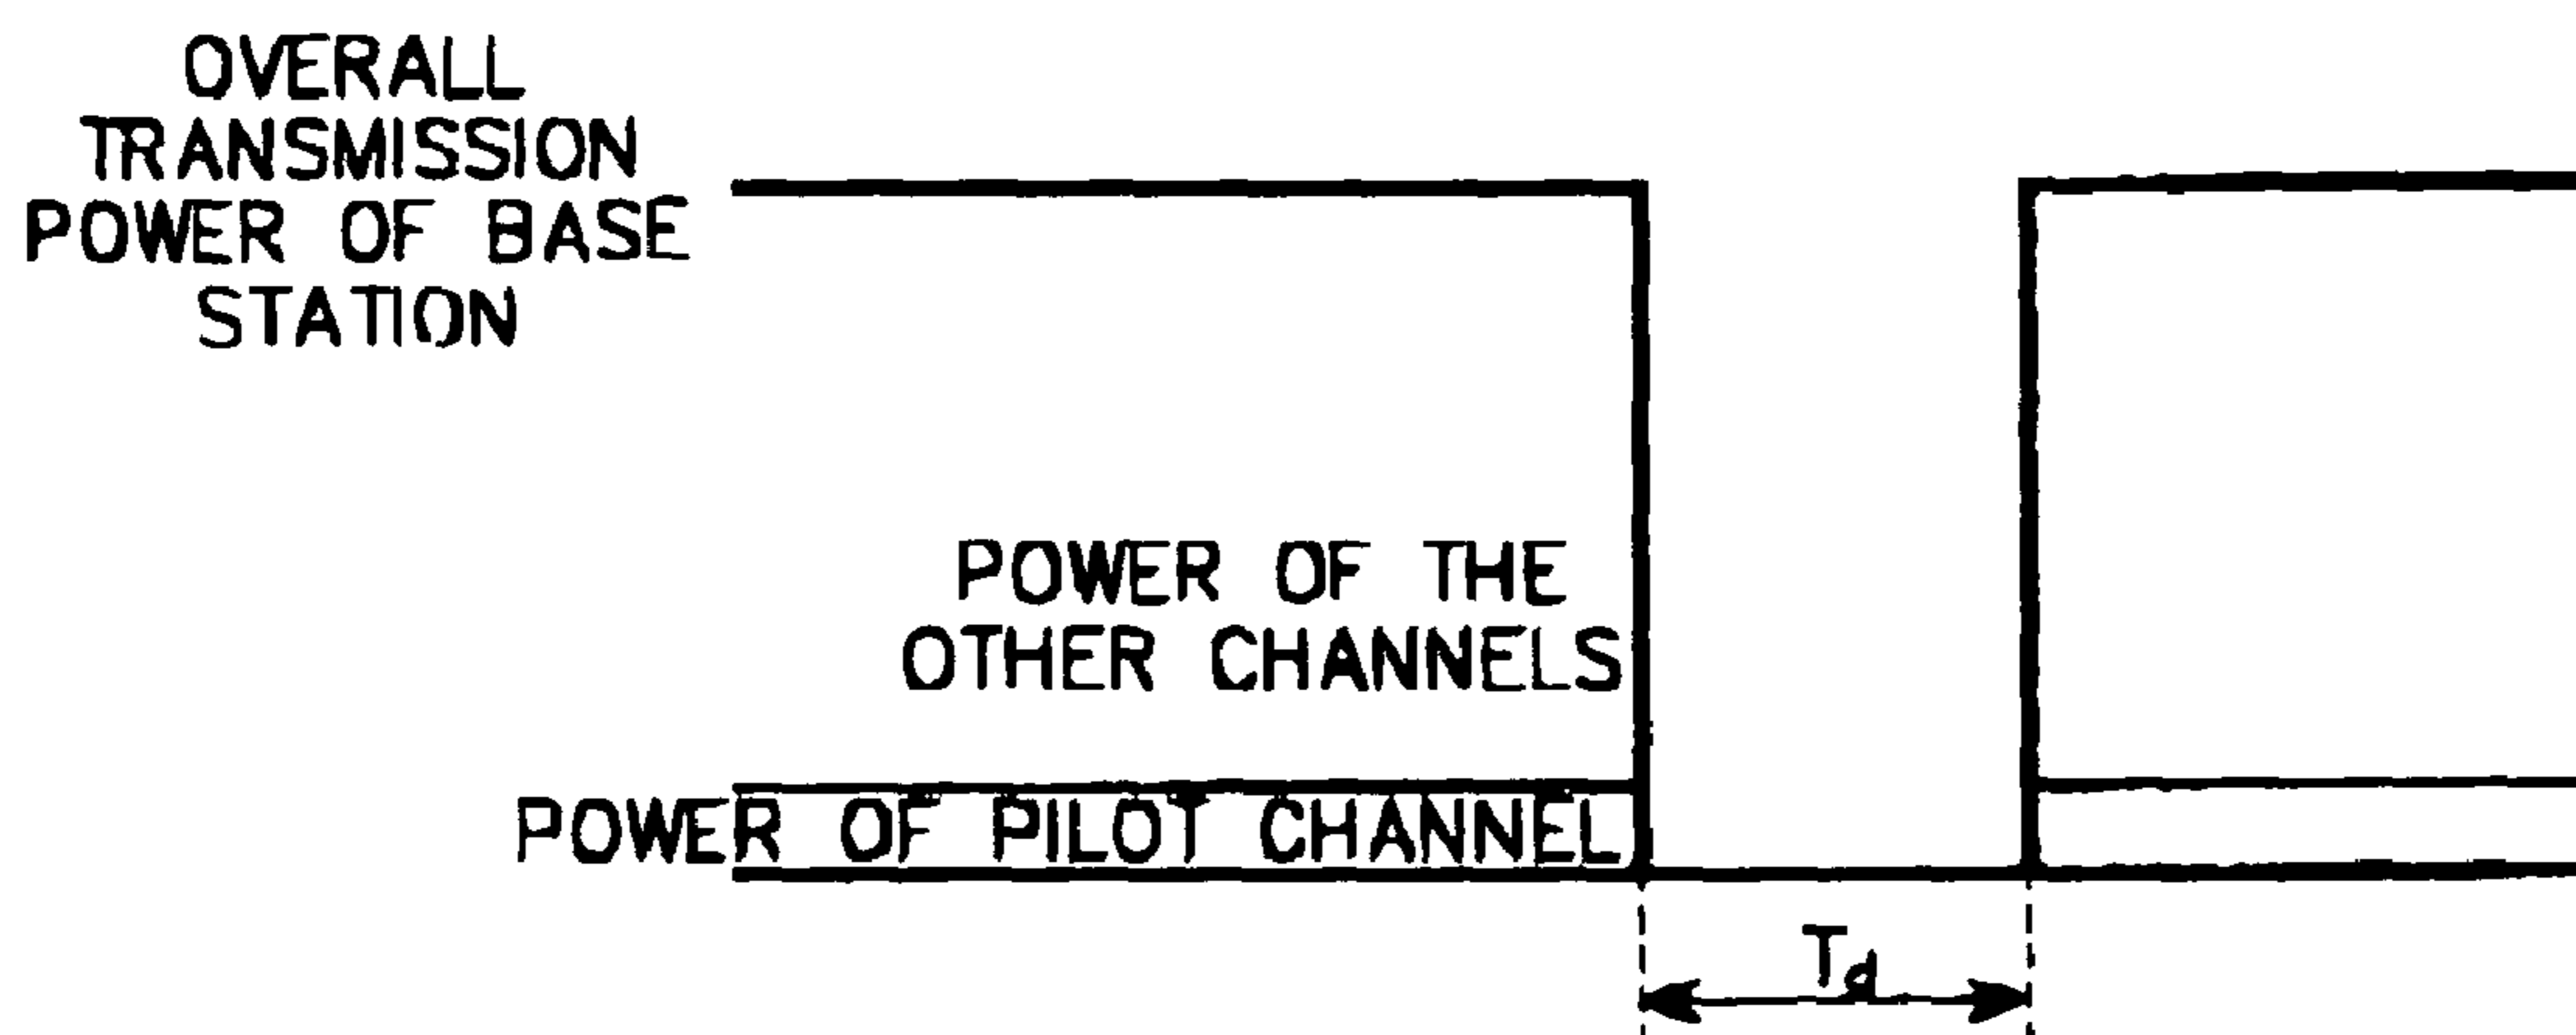 OVERALL
TRANSMISSION
POWER OF BASE
STATION
POWER OF THE
OTHER CHANNELS
POWER OF PILOT CHANNEL
Td